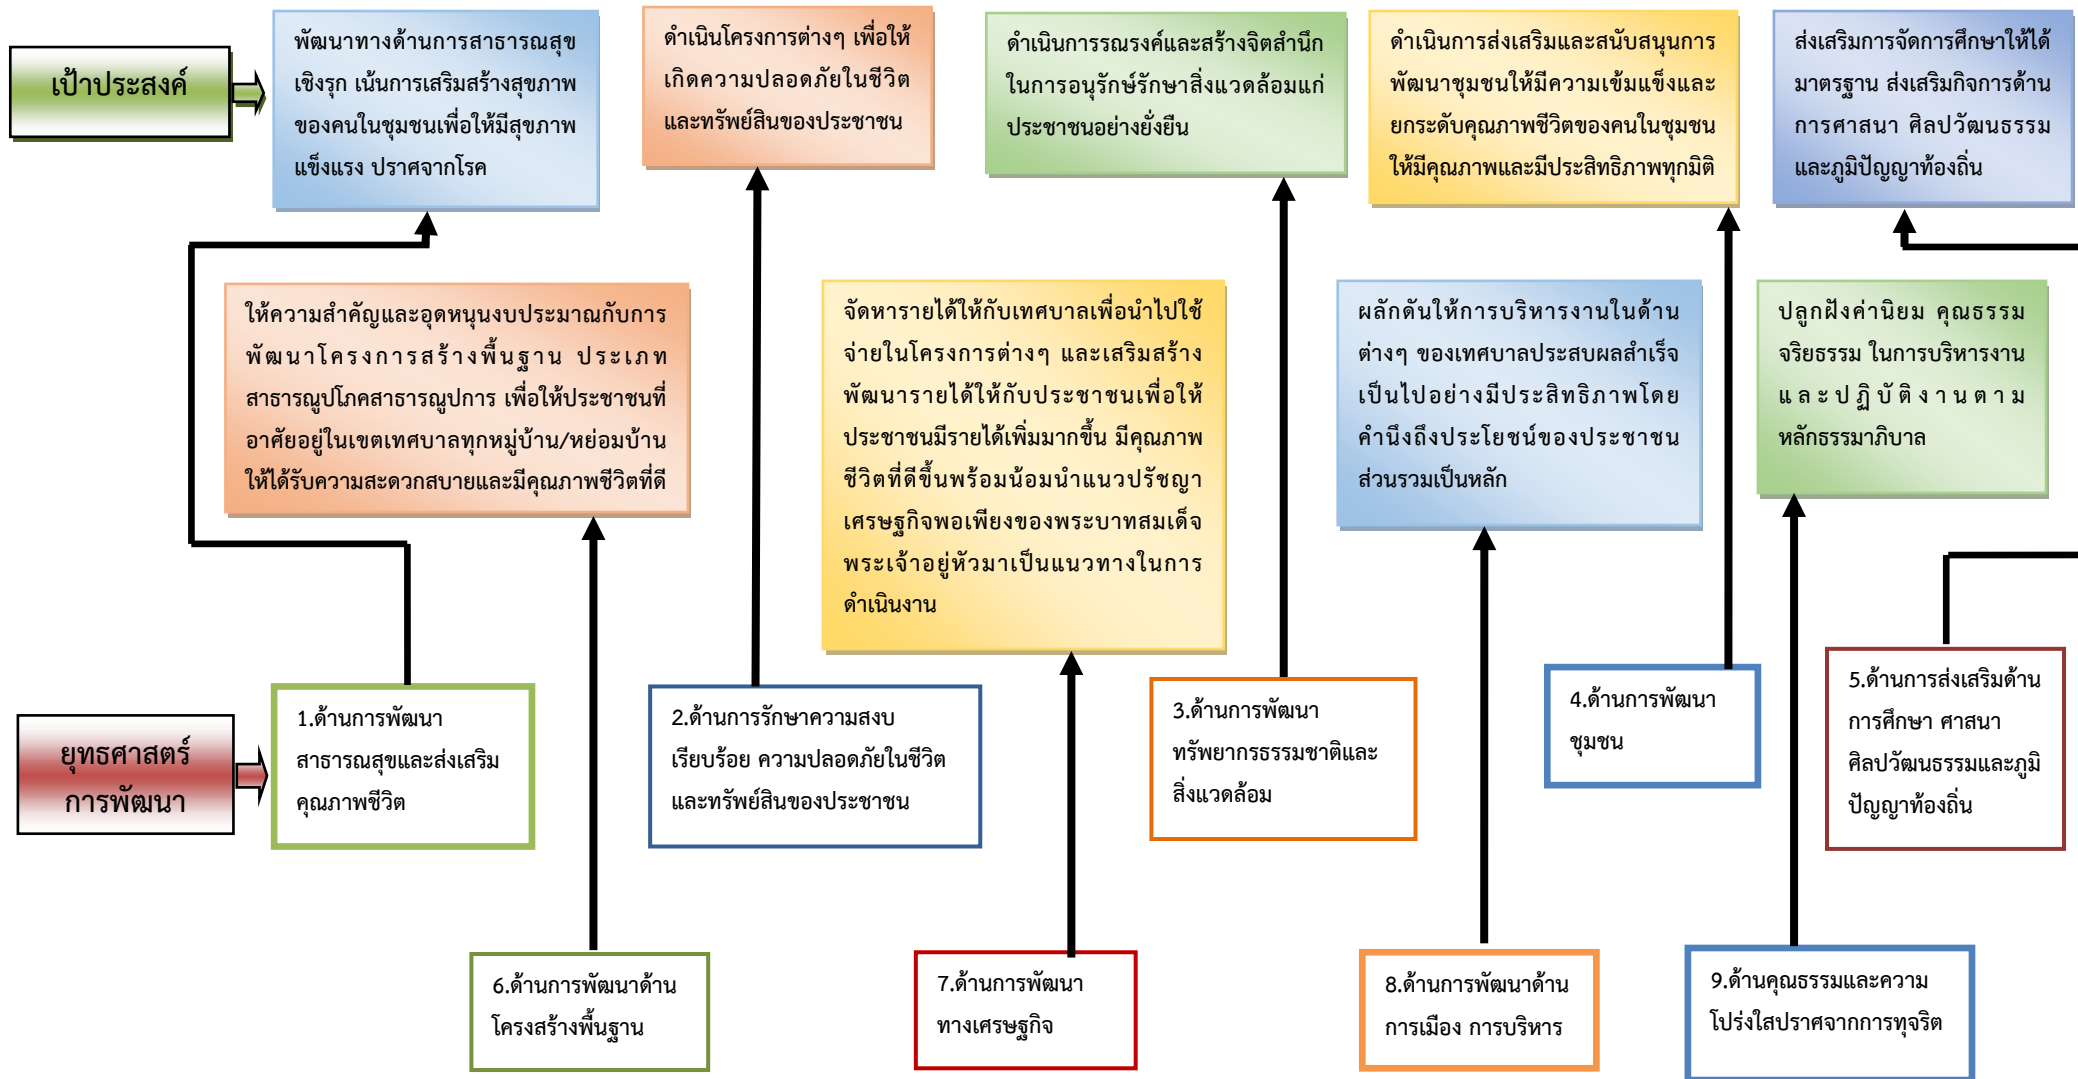 เป้าประสงค์
พัฒนาทางด้านการสาธารณสุข
เชิงรุก เน้นการเสริมสร้างสุขภาพ
ของคนในชุมชนเพื่อให้มีสุขภาพ
แข็งแรง ปราศจากโรค
ดำเนินโครงการต่างๆ เพื่อให้
เกิดความปลอดภัยในชีวิต
และทรัพย์สินของประชาชน
ดำเนินการรณรงค์และสร้างจิตสำนึก
ในการอนุรักษ์รักษาสิ่งแวดล้อมแก่
ประชาชนอย่างยั่งยืน
ดำเนินการส่งเสริมและสนับสนุนการ
พัฒนาชุมชนให้มีความเข้มแข็งและ
ยกระดับคุณภาพชีวิตของคนในชุมชน
ให้มีคุณภาพและมีประสิทธิภาพทุกมิติ
ส่งเสริมการจัดการศึกษาให้ได้
มาตรฐาน ส่งเสริมกิจการด้าน
การศาสนา ศิลปวัฒนธรรม
และภูมิปัญญาท้องถิ่น
ให้ความสำคัญและอุดหนุนงบประมาณกับการ
พัฒนาโครงการสร้างพื้นฐาน ประเภท
สาธารณูปโภคสาธารณูปการ เพื่อให้ประชาชนที่
อาศัยอยู่ในเขตเทศบาลทุกหมู่บ้าน/หย่อมบ้าน
ให้ได้รับความสะดวกสบายและมีคุณภาพชีวิตที่ดี
จัดหารายได้ให้กับเทศบาลเพื่อนำไปใช้
จ่ายในโครงการต่างๆ และเสริมสร้าง
พัฒนารายได้ให้กับประชาชนเพื่อให้
ประชาชนมีรายได้เพิ่มมากขึ้น มีคุณภาพ
ชีวิตที่ดีขึ้นพร้อมน้อมนำแนวปรัชญา
เศรษฐกิจพอเพียงของพระบาทสมเด็จ
พระเจ้าอยู่หัวมาเป็นแนวทางในการ
ดำเนินงาน
ผลักดันให้การบริหารงานในด้าน
ต่างๆ ของเทศบาลประสบผลสำเร็จ
เป็นไปอย่างมีประสิทธิภาพโดย
คำนึงถึงประโยชน์ของประชาชน
ส่วนรวมเป็นหลัก
ปลูกฝังค่านิยม คุณธรรม
จริยธรรม ในการบริหารงาน
และปฏิบัติงานตาม
หลักธรรมาภิบาล
ยุทธศาสตร์
การพัฒนา
1.ด้านการพัฒนา
สาธารณสุขและส่งเสริม
คุณภาพชีวิต
2.ด้านการรักษาความสงบ
เรียบร้อย ความปลอดภัยในชีวิต
และทรัพย์สินของประชาชน
3.ด้านการพัฒนา
ทรัพยากรธรรมชาติและ
สิ่งแวดล้อม
4.ด้านการพัฒนา
ชุมชน
5.ด้านการส่งเสริมด้าน
การศึกษา ศาสนา
ศิลปวัฒนธรรมและภูมิ
ปัญญาท้องถิ่น
6.ด้านการพัฒนาด้าน
โครงสร้างพื้นฐาน
7.ด้านการพัฒนา
ทางเศรษฐกิจ
8.ด้านการพัฒนาด้าน
การเมือง การบริหาร
9.ด้านคุณธรรมและความ
โปร่งใสปราศจากการทุจริต